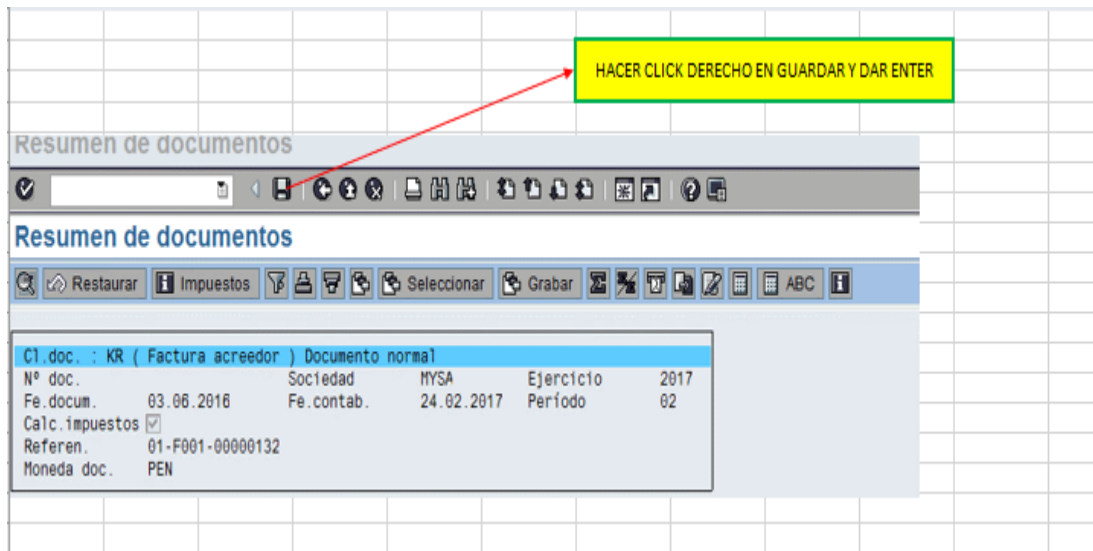 HACER CLICK DERECHO EN GUARDAR Y DAR ENTER
Resumen de documentos
Resumen de documentos
Restaurar Impuestos Seleccionar Grabar ABC
Cl.doc. : KR ( Factura acreedor ) Documento normal
Nº doc. Sociedad MYSA Ejercicio 2017
Fe.docum. 03.06.2016 Fe.contab. 24.02.2017 Período 02
Calc.impuestos
Referen. 01-F001-00000132
Moneda doc. PEN